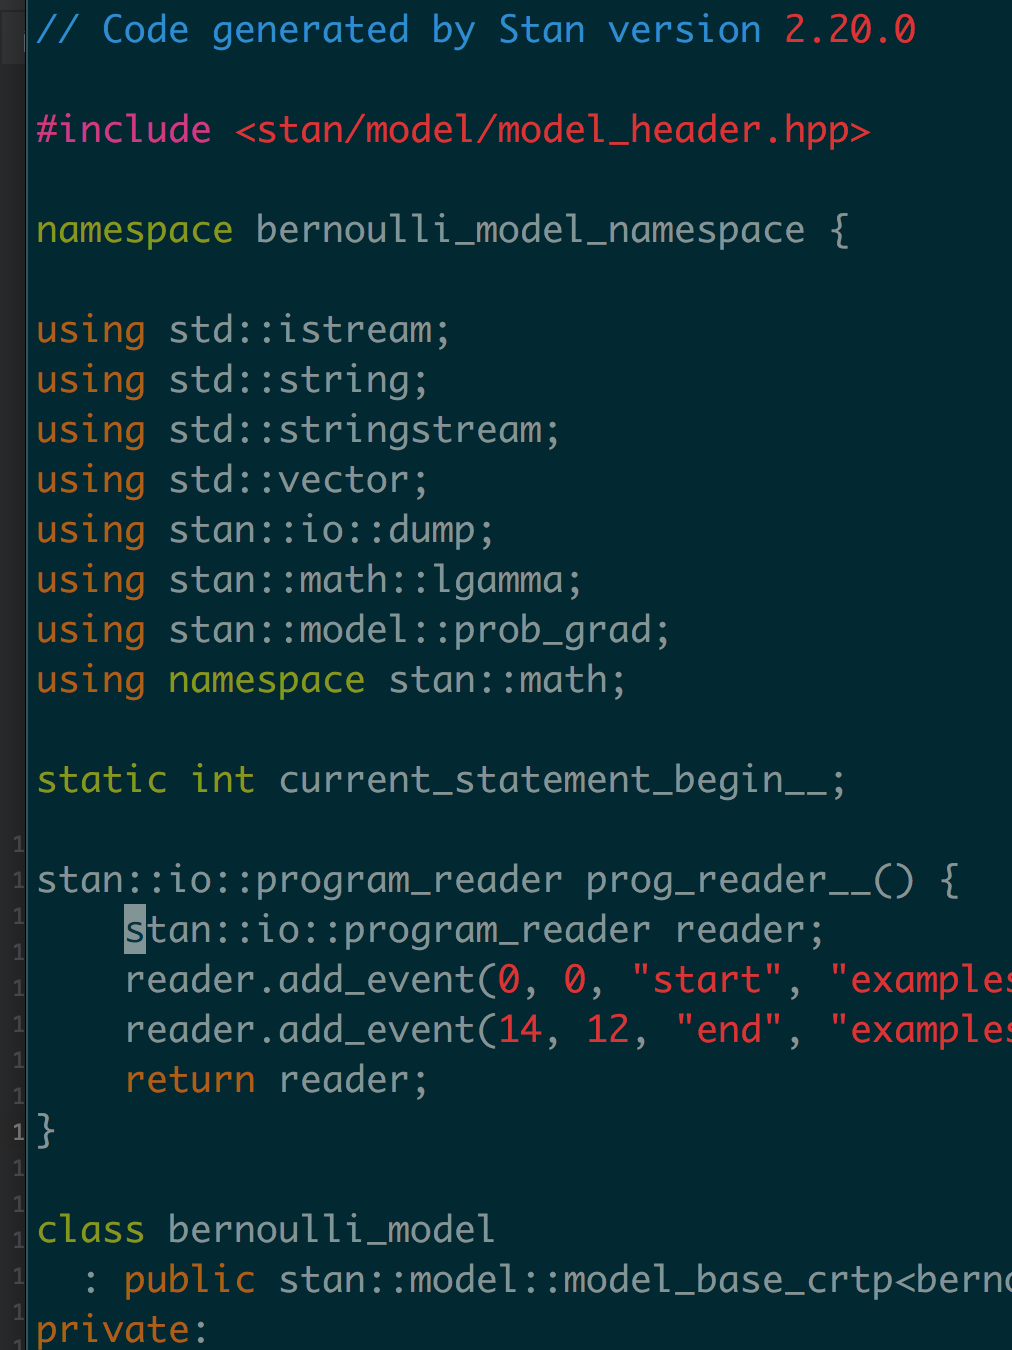 // Code generated by Stan version 2.20.0
#include <stan/model/model_header.hpp>
namespace bernoulli_model_namespace {
using std::istream;
using std::string;
using std::stringstream;
using std::vector;
using stan::io::dump;
using stan::math::lgamma;
using stan::model::prob_grad;
using namespace stan::math;
static int current_statement_begin__;
stan::io::program_reader prog_reader__() {
    stan::io::program_reader reader;
    reader.add_event(0, 0, "start", "examples
    reader.add_event(14, 12, "end", "examples
    return reader;
}
class bernoulli_model
  : public stan::model::model_base_crtp<berno
private: